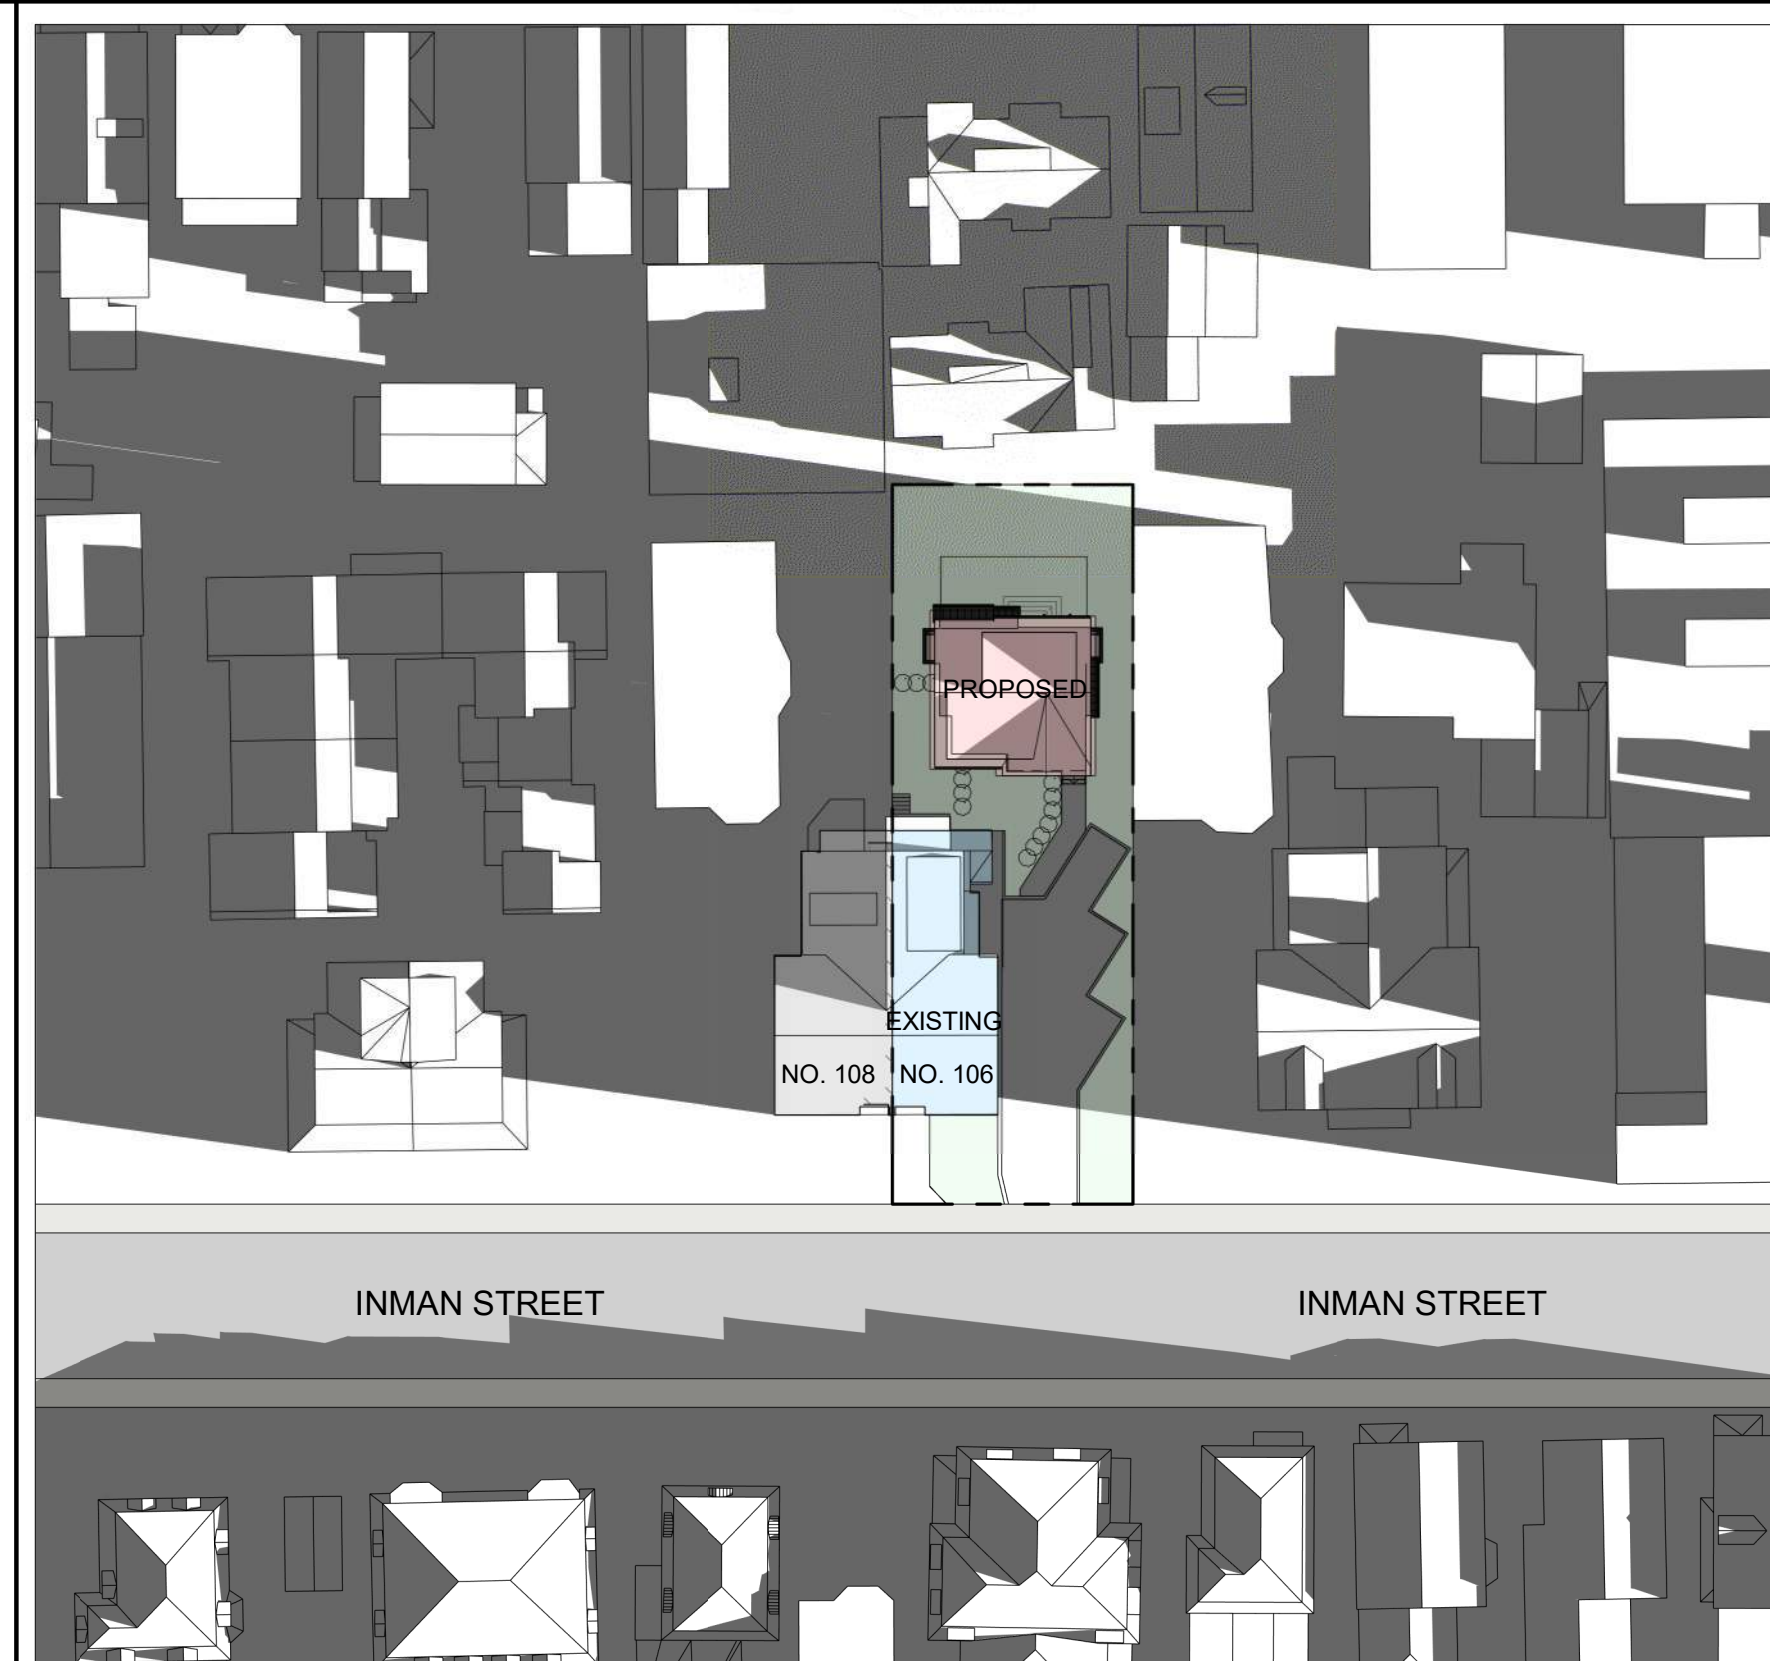 PROPOSED
EXISTING
NO. 108
NO. 106
INMAN STREET
INMAN STREET